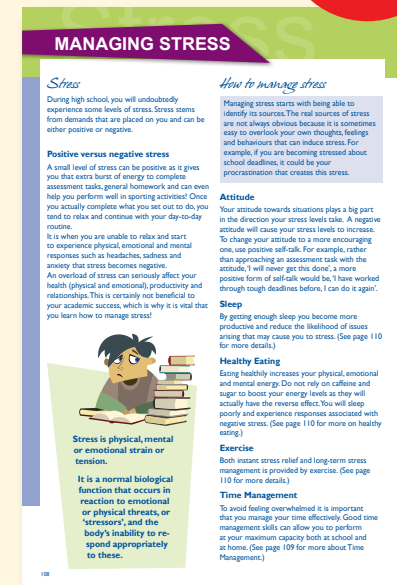 Stress
MANAGING STRESS
Stress
During high school, you will undoubtedly
experience some levels of stress. Stress stems
from demands that are placed on you and can be
either positive or negative.
Positive versus negative stress
A small level of stress can be positive as it gives
you that extra burst of energy to complete
assessment tasks, general homework and can even
help you perform well in sporting activities! Once
you actually complete what you set out to do, you
tend to relax and continue with your day-to-day
routine.
It is when you are unable to relax and start
to experience physical, emotional and mental
responses such as headaches, sadness and
anxiety that stress becomes negative.
An overload of stress can seriously affect your
health (physical and emotional), productivity and
relationships. This is certainly not beneficial to
your academic success, which is why it is vital that
you learn how to manage stress!
Stress is physical, mental
or emotional strain or
tension.
It is a normal biological
function that occurs in
reaction to emotional
or physical threats, or
‘stressors’, and the
body’s inability to re-
spond appropriately
to these.
108
How to manage stress
Managing stress starts with being able to
identify its sources. The real sources of stress
are not always obvious because it is sometimes
easy to overlook your own thoughts, feelings
and behaviours that can induce stress. For
example, if you are becoming stressed about
school deadlines, it could be your
procrastination that creates this stress.
Attitude
Your attitude towards situations plays a big part
in the direction your stress levels take. A negative
attitude will cause your stress levels to increase.
To change your attitude to a more encouraging
one, use positive self-talk. For example, rather
than approaching an assessment task with the
attitude, ‘I will never get this done’, a more
positive form of self-talk would be, ‘I have worked
through tough deadlines before, I can do it again’.
Sleep
By getting enough sleep you become more
productive and reduce the likelihood of issues
arising that may cause you to stress. (See page 110
for more details.)
Healthy Eating
Eating healthily increases your physical, emotional
and mental energy. Do not rely on caffeine and
sugar to boost your energy levels as they will
actually have the reverse effect. You will sleep
poorly and experience responses associated with
negative stress. (See page 110 for more on healthy
eating.)
Exercise
Both instant stress relief and long-term stress
management is provided by exercise. (See page
110 for more details.)
Time Management
To avoid feeling overwhelmed it is important
that you manage your time effectively. Good time
management skills can allow you to perform
at your maximum capacity both at school and
at home. (See page 109 for more about Time
Management.)